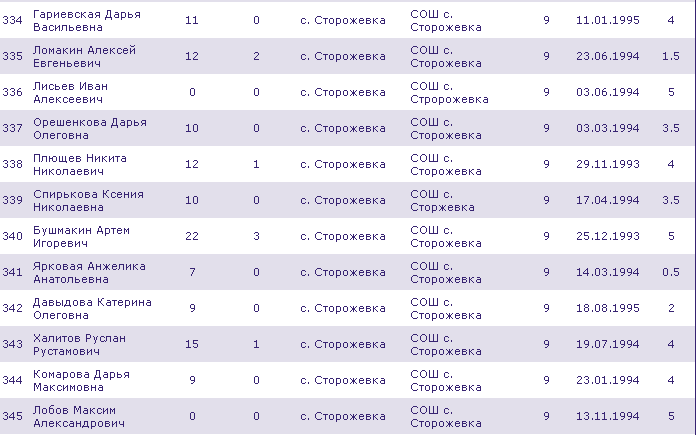 334 Гариевская Дарья Васильевна 11 0 с. Сторожевка СОШ с. Сторожевка 9 11.01.1995 4
335 Ломакин Алексей Евгеньевич 12 2 с. Сторожевка СОШ с. Сторожевка 9 23.06.1994 1.5
336 Лисьев Иван Алексеевич 0 0 с. Сторожевка СОШ с. Стророжевка 9 03.06.1994 5
337 Орешенкова Дарья Олеговна 10 0 с. Сторожевка СОШ с. Сторожевка 9 03.03.1994 3.5
338 Плющев Никита Николаевич 12 1 с. Сторожевка СОШ с. Сторожевка 9 29.11.1993 4
339 Спирькова Ксения Николаевна 10 0 с. Сторожевка СОШ с. Сторжевка 9 17.04.1994 3.5
340 Бушмакин Артем Игоревич 22 3 с. Сторожевка СОШ с. Сторожевка 9 25.12.1993 5
341 Ярковая Анжелика Анатольевна 7 0 с. Сторожевка СОШ с. Сторожевка 9 14.03.1994 0.5
342 Давыдова Катерина Олеговна 9 0 с. Сторожевка СОШ с. Сторожевка 9 18.08.1995 2
343 Халитов Руслан Рустамович 15 1 с. Сторожевка СОШ с. Сторожевка 9 19.07.1994 4
344 Комарова Дарья Максимовна 9 0 с. Сторожевка СОШ с. Сторожевка 9 23.01.1994 4
345 Лобов Максим Александрович 0 0 с. Сторожевка СОШ с. Сторожевка 9 13.11.1994 5